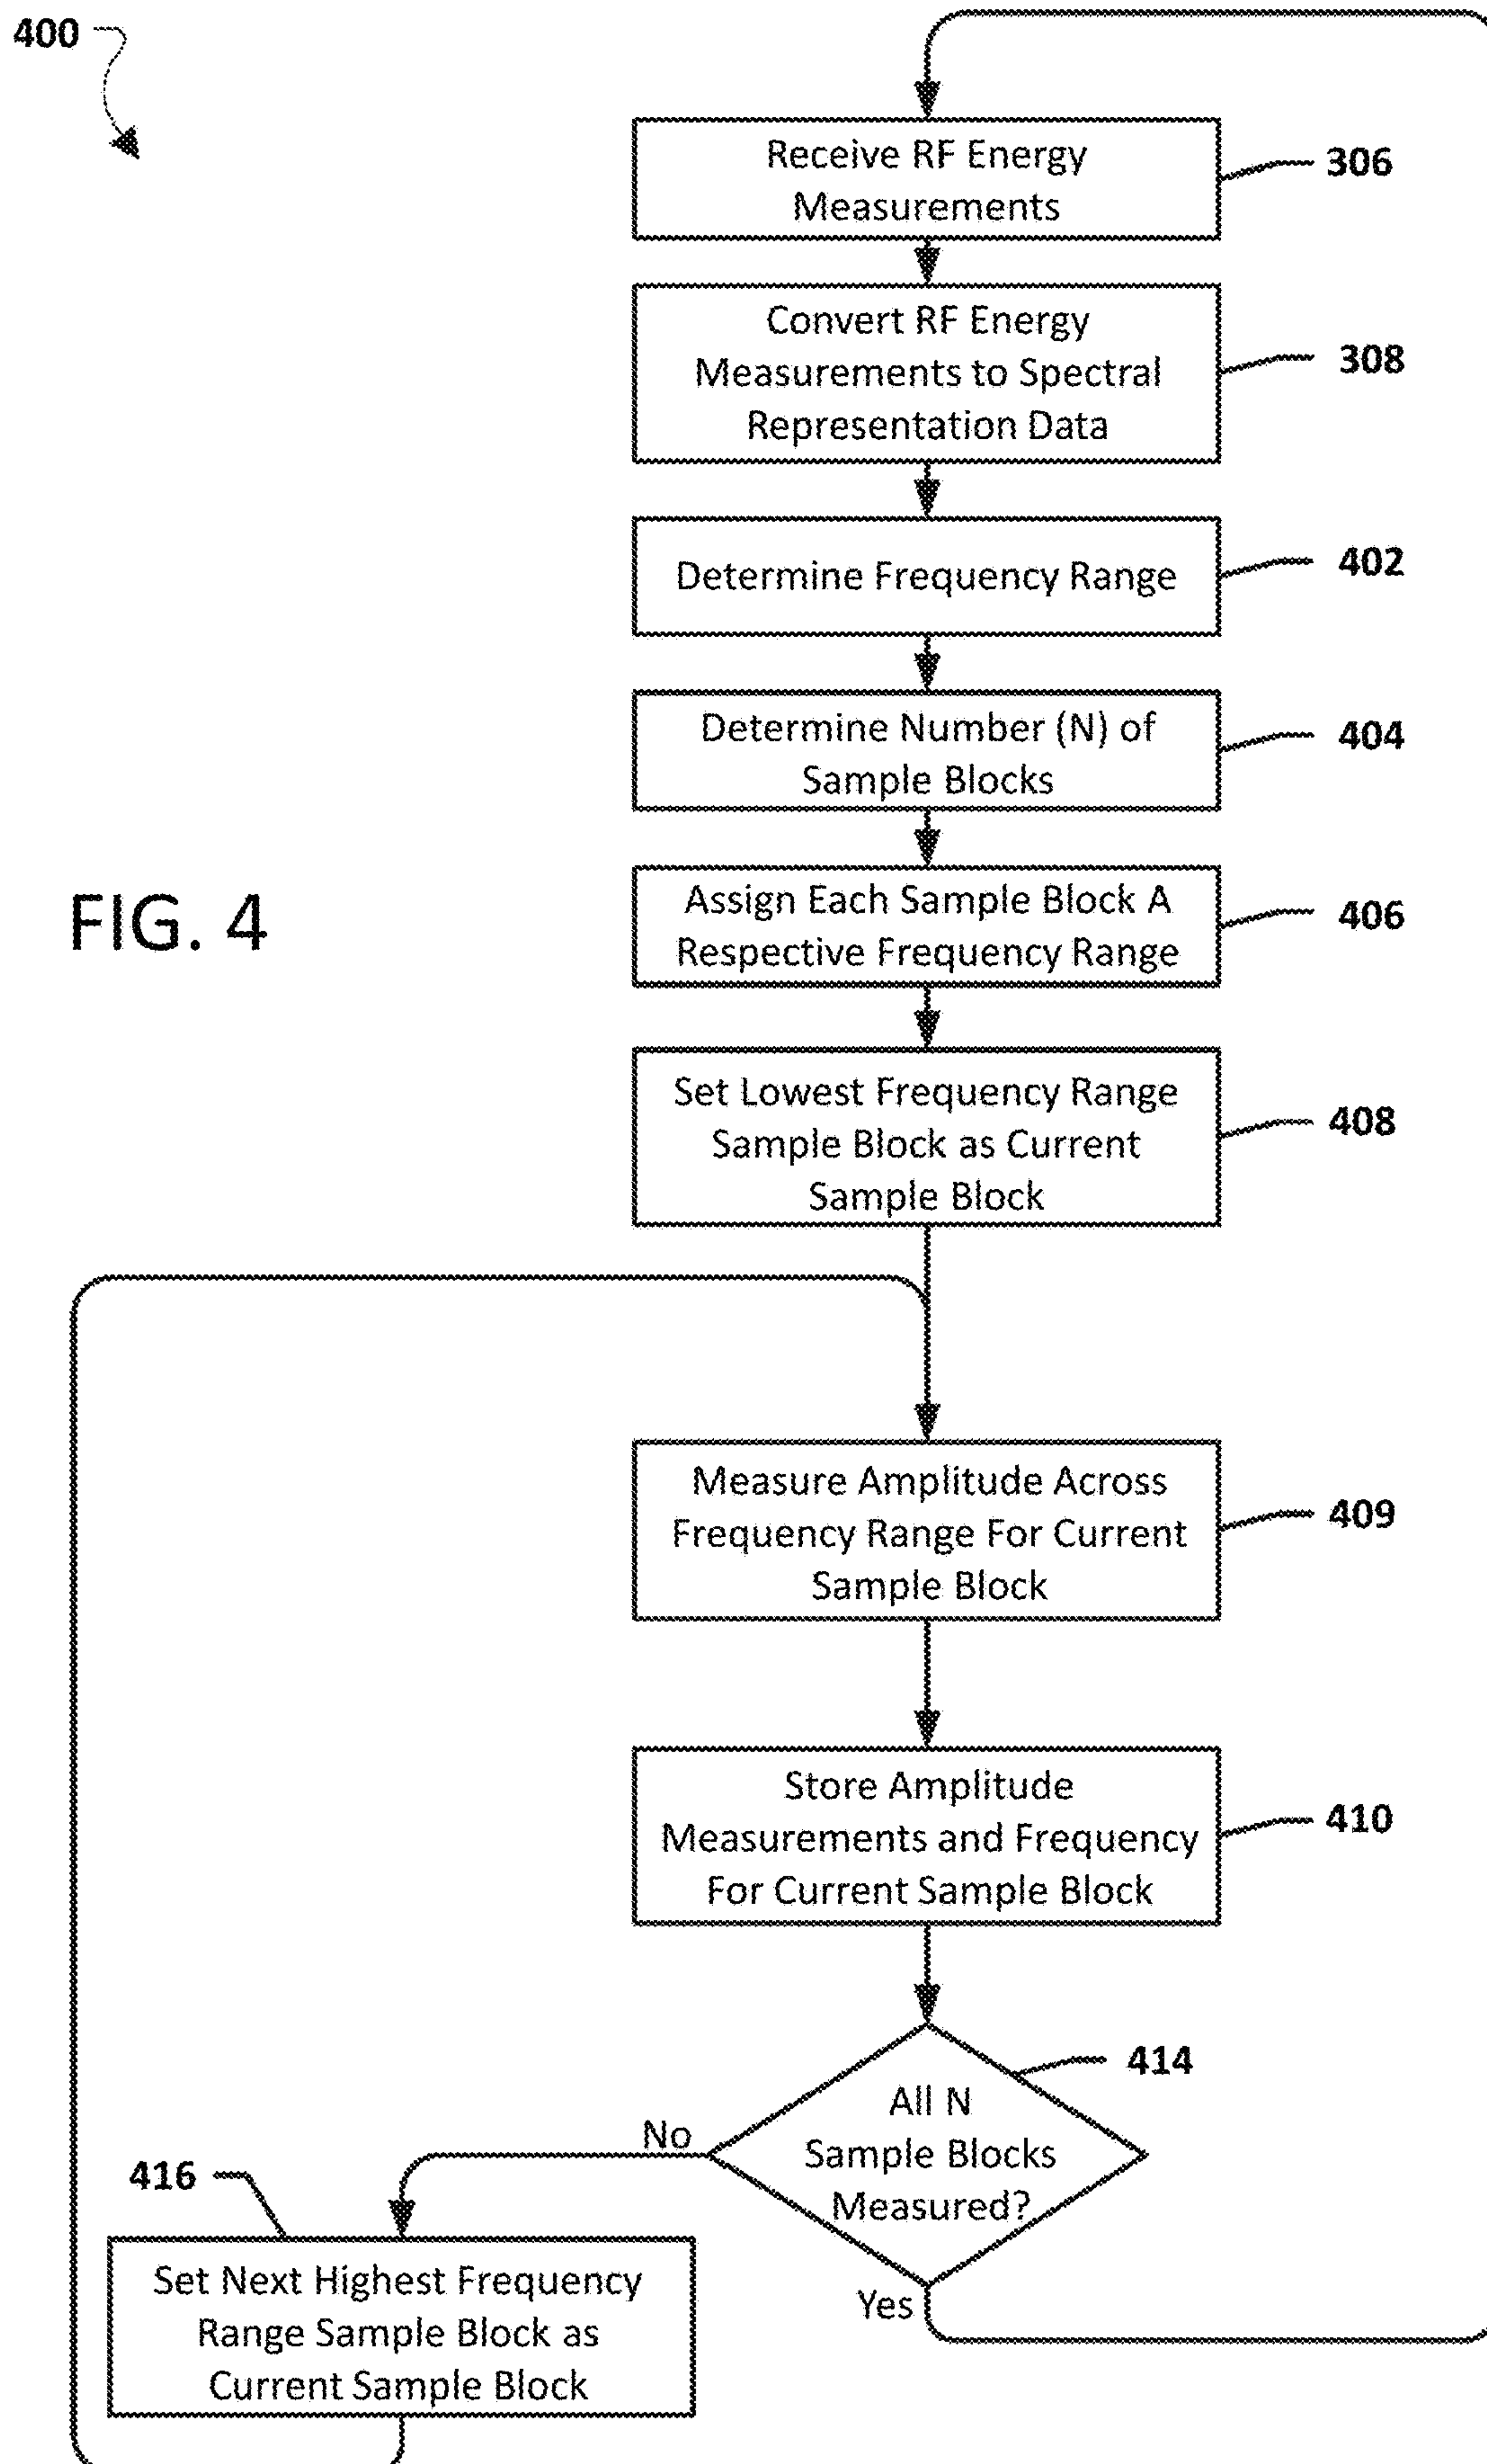 400
Receive RF Energy
Measurements
306
Convert RF Energy
Measurements to Spectral
Representation Data
308
Determine Frequency Range
402
Determine Number (N) of
Sample Blocks
404
FIG. 4
Assign Each Sample Block A
Respective Frequency Range
406
Set Lowest Frequency Range
Sample Block as Current
Sample Block
408
Measure Amplitude Across
Frequency Range For Current
Sample Block
409
Store Amplitude
Measurements and Frequency
For Current Sample Block
410
All N
Sample Blocks
Measured?
414
No
Yes
416
Set Next Highest Frequency
Range Sample Block as
Current Sample Block